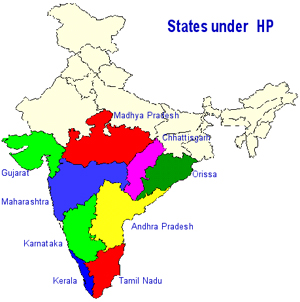 States under HP
Madhya Pradesh
Chhattisgarh
Gujarat
Orissa
Maharashtra
Andhra Pradesh
Karnataka
Kerala
Tamil Nadu